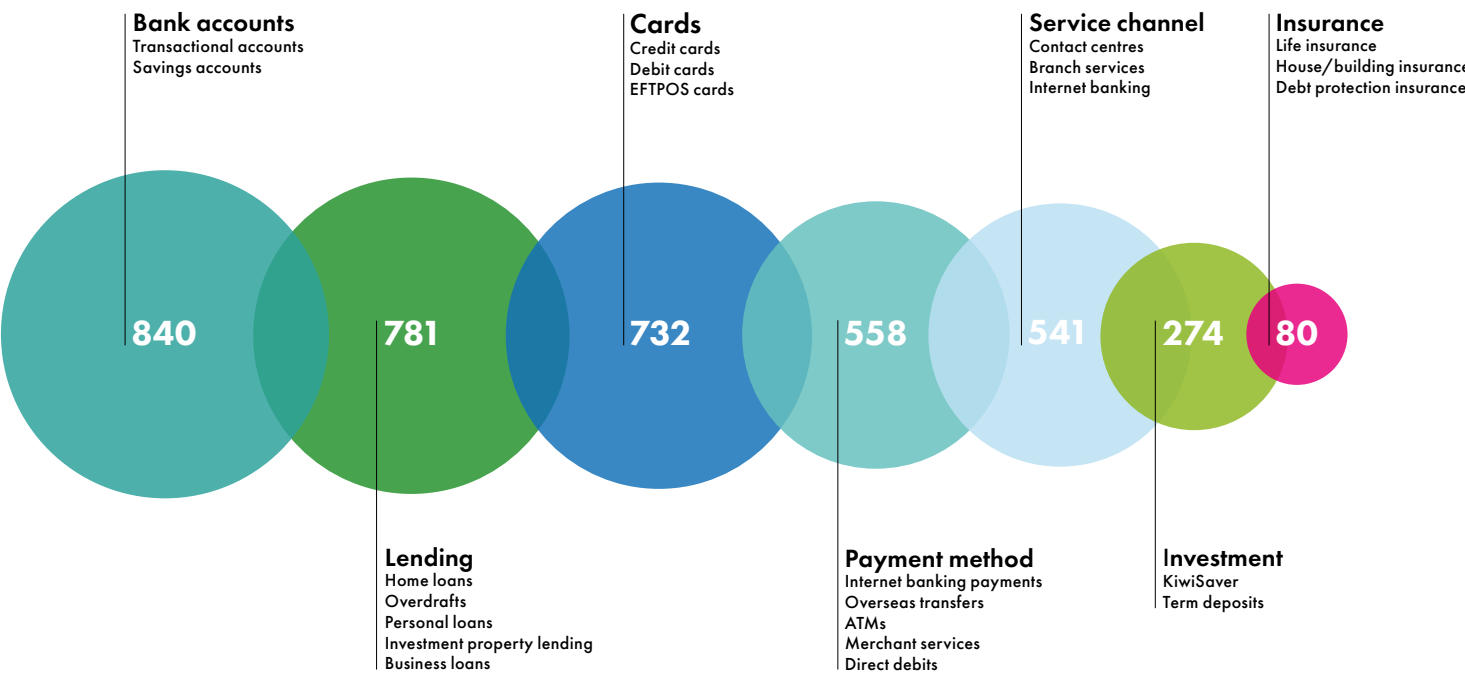 Bank accounts
Transactional accounts
Savings accounts
Cards
Credit cards
Debit cards
EFTPOS cards
Service channel
Contact centres
Branch services
Internet banking
Insurance
Life insurance
House/building insurance
Debt protection insurance
840
781
732
558
541
274
80
Lending
Home loans
Overdrafts
Personal loans
Investment property lending
Business loans
Payment method
Internet banking payments
Overseas transfers
ATMs
Merchant services
Direct debits
Investment
KiwiSaver
Term deposits